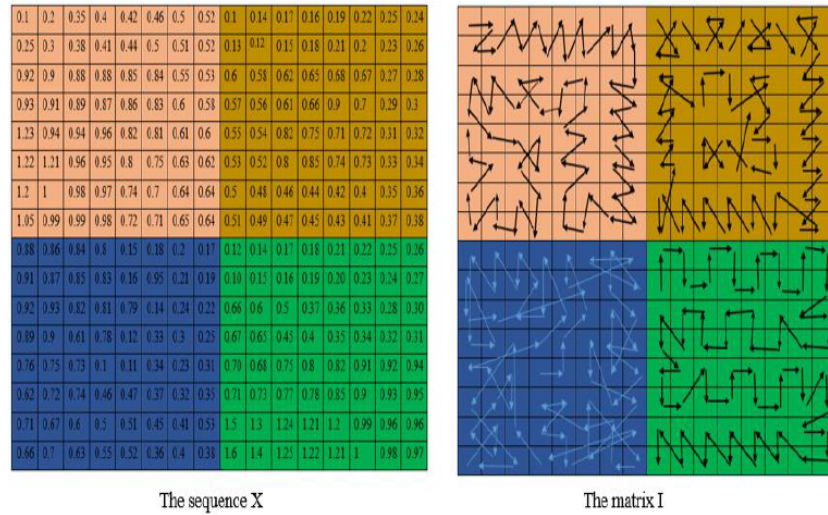 0.1 0.2 0.35 0.4 0.42 0.46 0.5 0.52 0.1 0.14 0.17 0.16 0.19 0.22 0.25 0.24
0.25 0.3 0.38 0.41 0.44 0.5 0.51 0.52 0.13 0.12 0.15 0.18 0.21 0.2 0.23 0.26
0.92 0.9 0.88 0.88 0.85 0.84 0.55 0.53 0.6 0.58 0.62 0.65 0.68 0.67 0.27 0.28
0.93 0.91 0.89 0.87 0.86 0.83 0.6 0.58 0.57 0.56 0.61 0.66 0.9 0.7 0.29 0.3
1.23 0.94 0.94 0.96 0.82 0.81 0.61 0.6 0.55 0.54 0.82 0.75 0.71 0.72 0.31 0.32
1.22 1.21 0.96 0.95 0.8 0.75 0.63 0.62 0.53 0.52 0.8 0.85 0.74 0.73 0.33 0.34
1.2 1 0.98 0.97 0.74 0.7 0.64 0.64 0.5 0.48 0.46 0.44 0.42 0.4 0.35 0.36
1.05 0.99 0.99 0.98 0.72 0.71 0.65 0.64 0.51 0.49 0.47 0.45 0.43 0.41 0.37 0.38
0.88 0.86 0.84 0.8 0.15 0.18 0.2 0.17 0.12 0.14 0.17 0.18 0.21 0.22 0.25 0.26
0.91 0.87 0.85 0.83 0.16 0.95 0.21 0.19 0.10 0.15 0.16 0.19 0.20 0.23 0.24 0.27
0.92 0.93 0.82 0.81 0.79 0.14 0.24 0.22 0.66 0.6 0.5 0.37 0.36 0.33 0.28 0.30
0.89 0.9 0.61 0.78 0.12 0.33 0.3 0.25 0.67 0.65 0.45 0.4 0.35 0.34 0.32 0.31
0.76 0.75 0.73 0.1 0.11 0.34 0.23 0.31 0.70 0.68 0.75 0.8 0.82 0.91 0.92 0.94
0.62 0.72 0.74 0.46 0.47 0.37 0.32 0.35 0.71 0.73 0.77 0.78 0.85 0.9 0.93 0.95
0.71 0.67 0.6 0.5 0.51 0.45 0.41 0.53 1.5 1.3 1.24 1.21 1.2 0.99 0.96 0.96
0.66 0.7 0.63 0.55 0.52 0.36 0.4 0.38 1.6 1.4 1.25 1.22 1.21 1 0.98 0.97
The sequence X
The matrix I